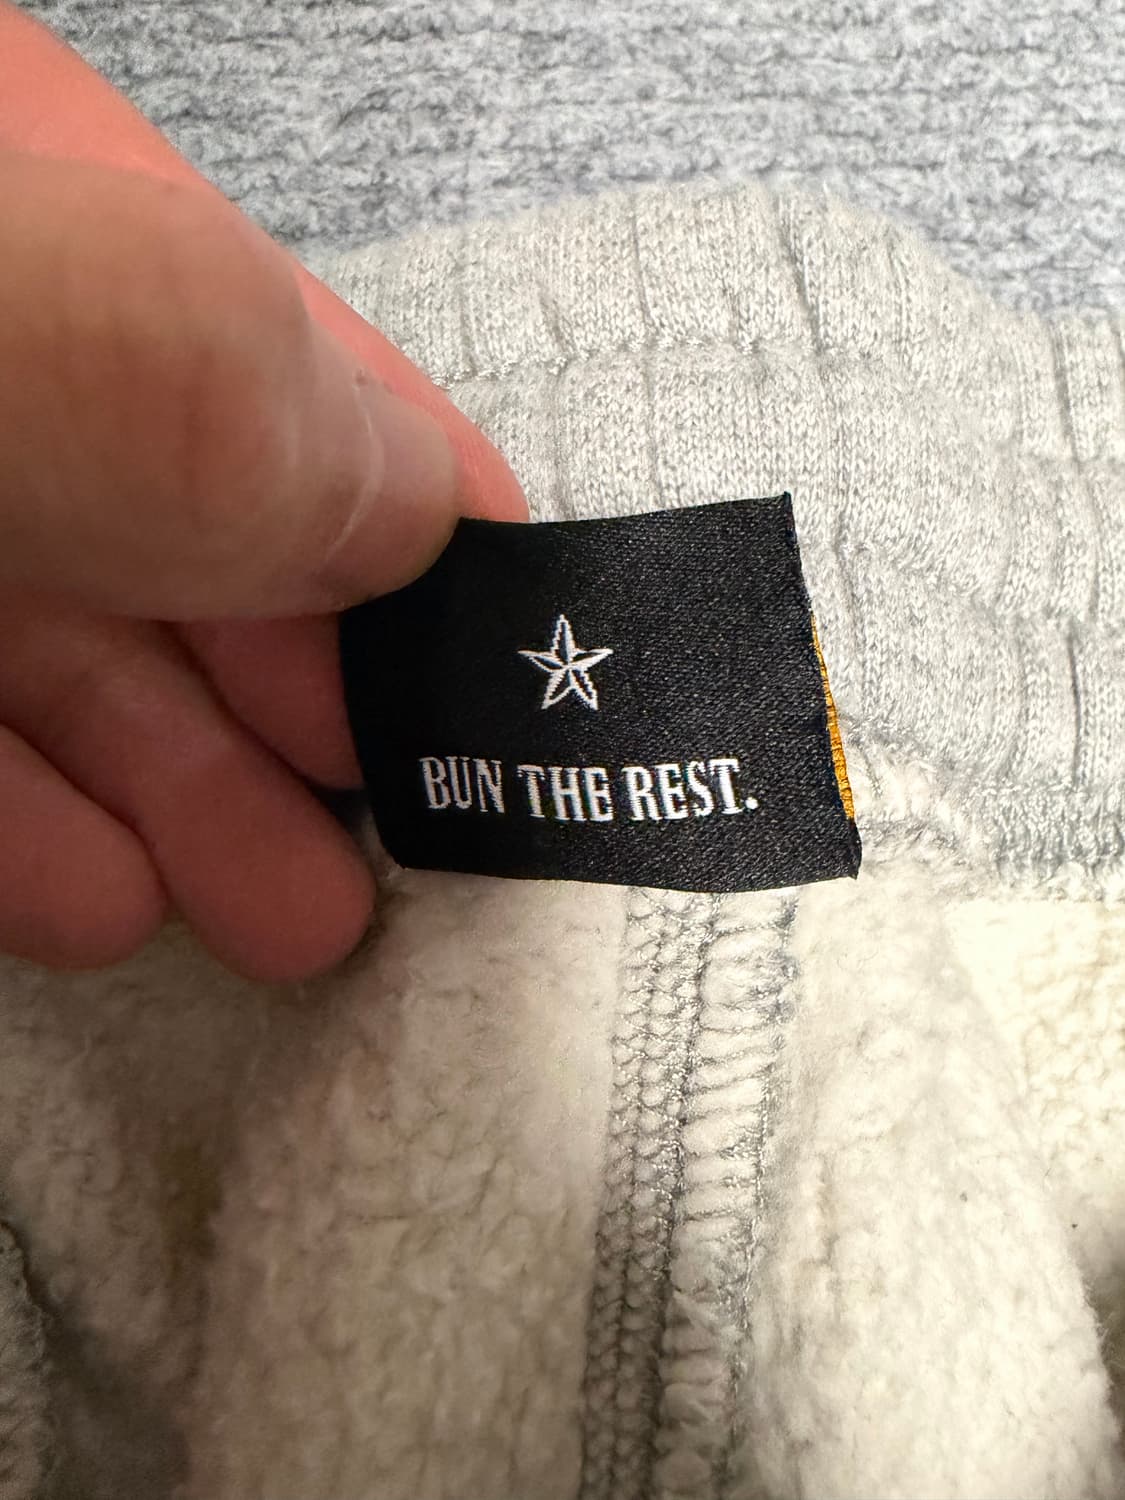 BUN THE REST.